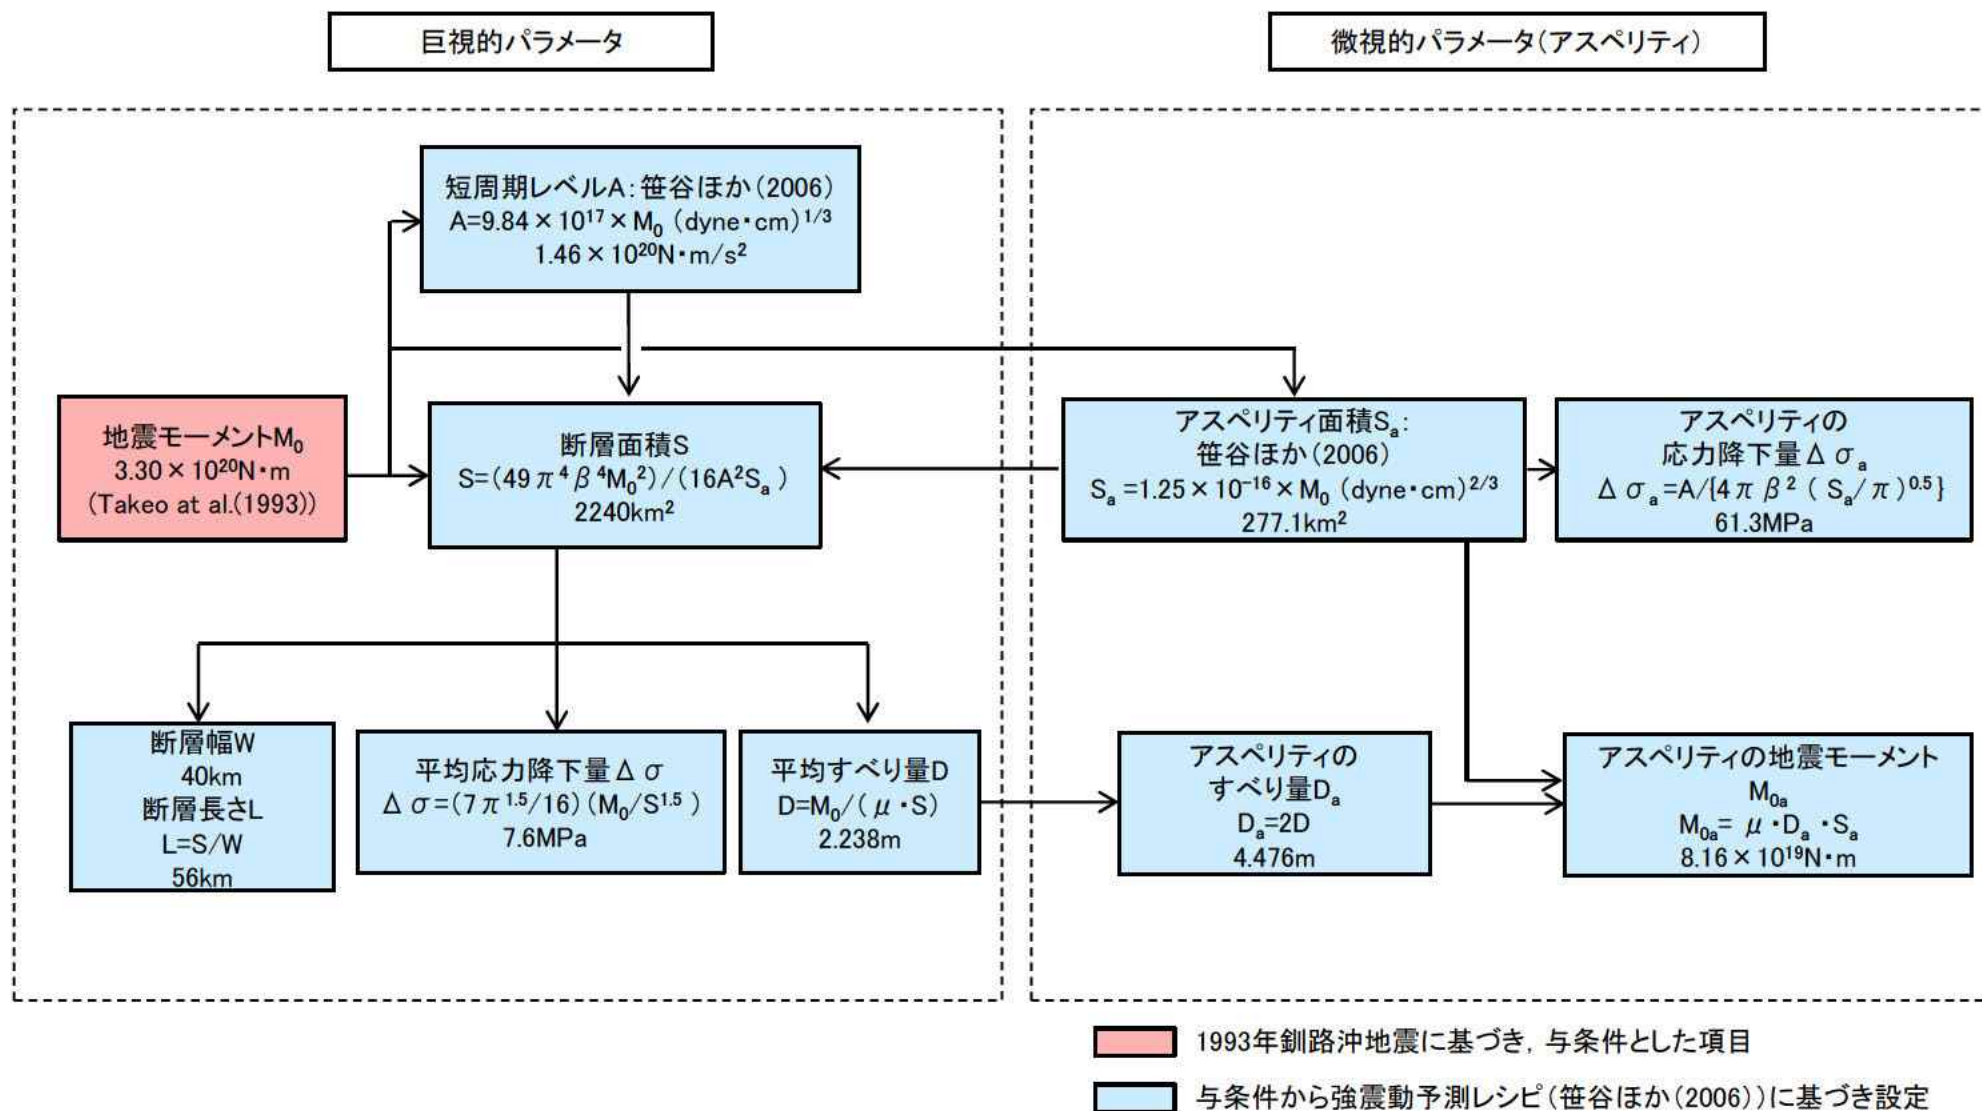 巨視的パラメータ
微視的パラメータ(アスペリティ)
短周期レベルA:笹谷ほか(2006)
A=9.84×10¹⁷×M₀ (dyne・cm)¹/³
1.46×10²⁰N・m/s²
地震モーメントM₀
3.30×10²⁰N・m
(Takeo at al.(1993))
断層面積S
S=(49π⁴β⁴M₀²)/(16A²Sₐ)
2240km²
アスペリティ面積Sₐ:
笹谷ほか(2006)
Sₐ=1.25×10⁻¹⁶×M₀ (dyne・cm)²/³
277.1km²
アスペリティの
応力降下量Δσₐ
Δσₐ=A/{4πβ²(Sₐ/π)⁰·⁵}
61.3MPa
断層幅W
40km
断層長さL
L=S/W
56km
平均応力降下量Δσ
Δσ=(7π¹·⁵/16)(M₀/S¹·⁵)
7.6MPa
平均すべり量D
D=M₀/(μ・S)
2.238m
アスペリティの
すべり量Dₐ
Dₐ=2D
4.476m
アスペリティの地震モーメント
M₀ₐ
M₀ₐ= μ・Dₐ・Sₐ
8.16×10¹⁹N・m
1993年釧路沖地震に基づき,与条件とした項目
与条件から強震動予測レシピ(笹谷ほか(2006))に基づき設定